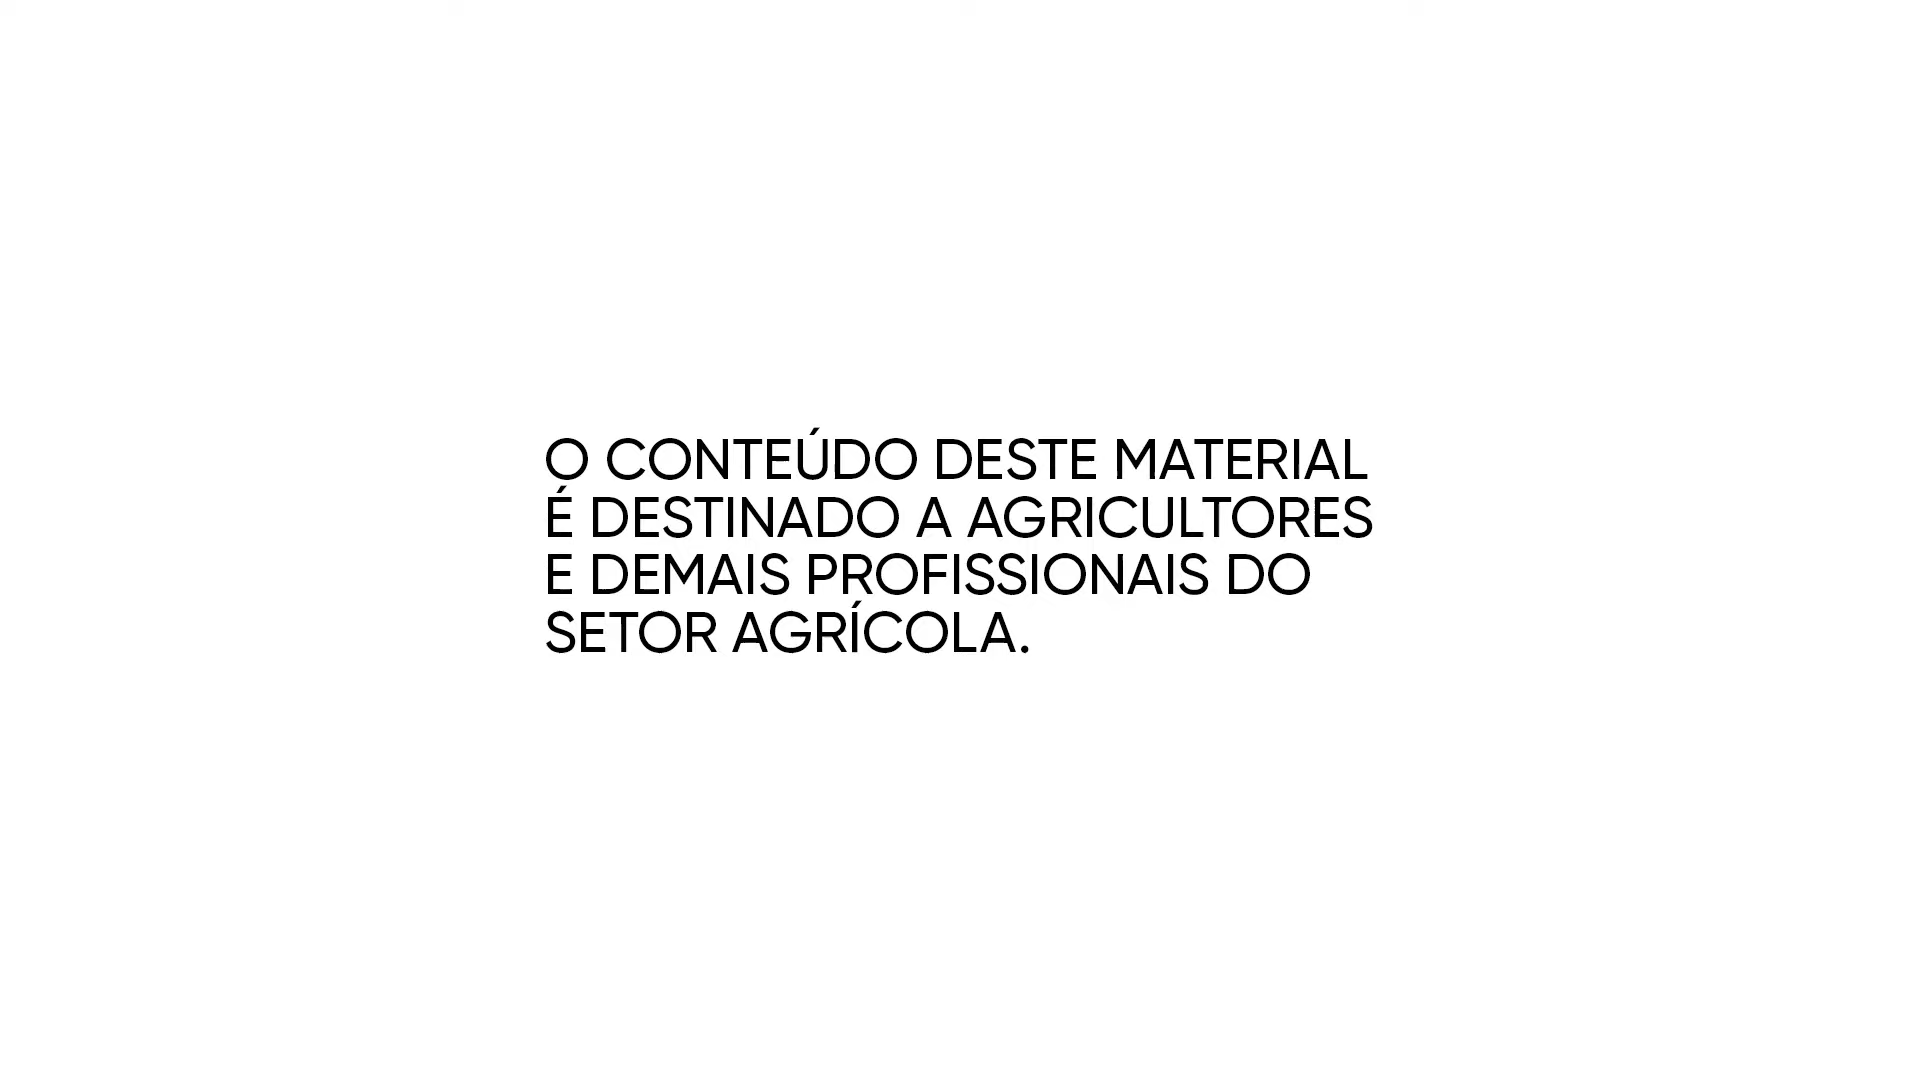 O CONTEÚDO DESTE MATERIAL
É DESTINADO A AGRICULTORES
E DEMAIS PROFISSIONAIS DO
SETOR AGRÍCOLA.